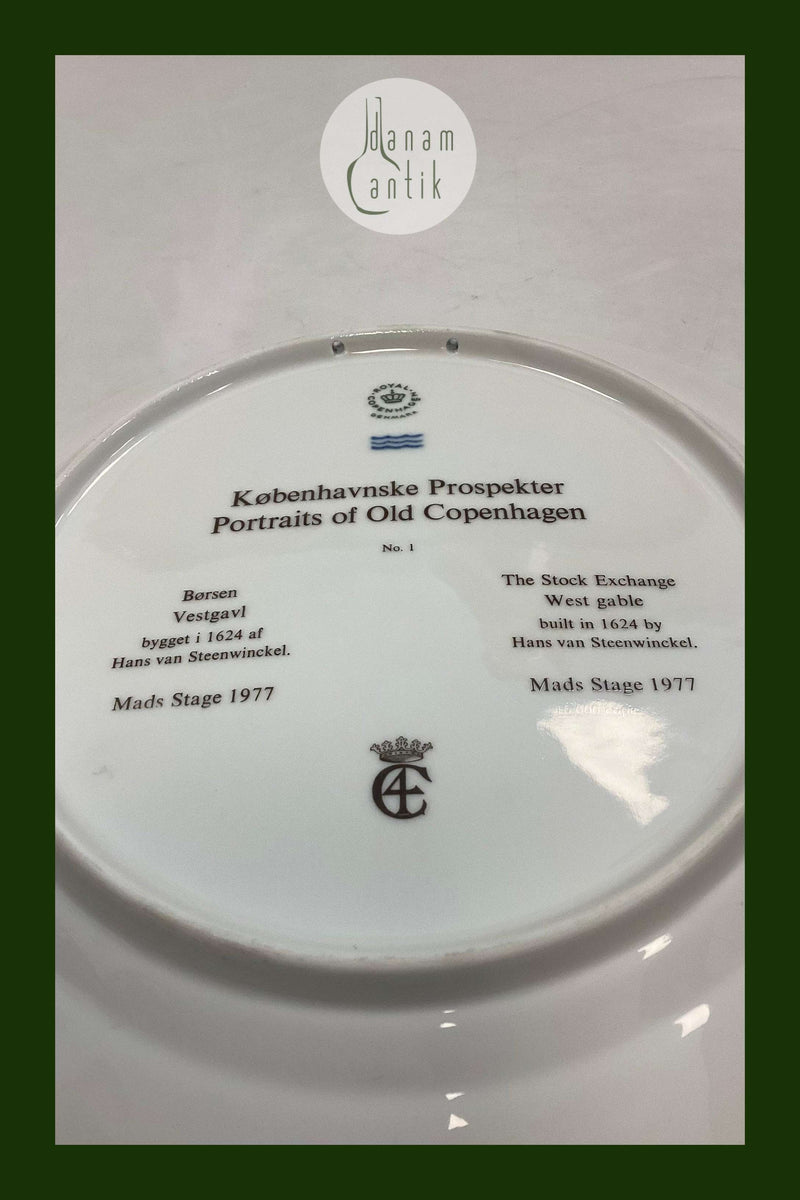 danam
antik
ROYAL COPENHAGEN
DENMARK
Københavnske Prospekter
Portraits of Old Copenhagen
No. 1
Børsen
Vestgavl
bygget i 1624 af
Hans van Steenwinckel.
Mads Stage 1977
The Stock Exchange
West gable
built in 1624 by
Hans van Steenwinckel.
Mads Stage 1977
C4